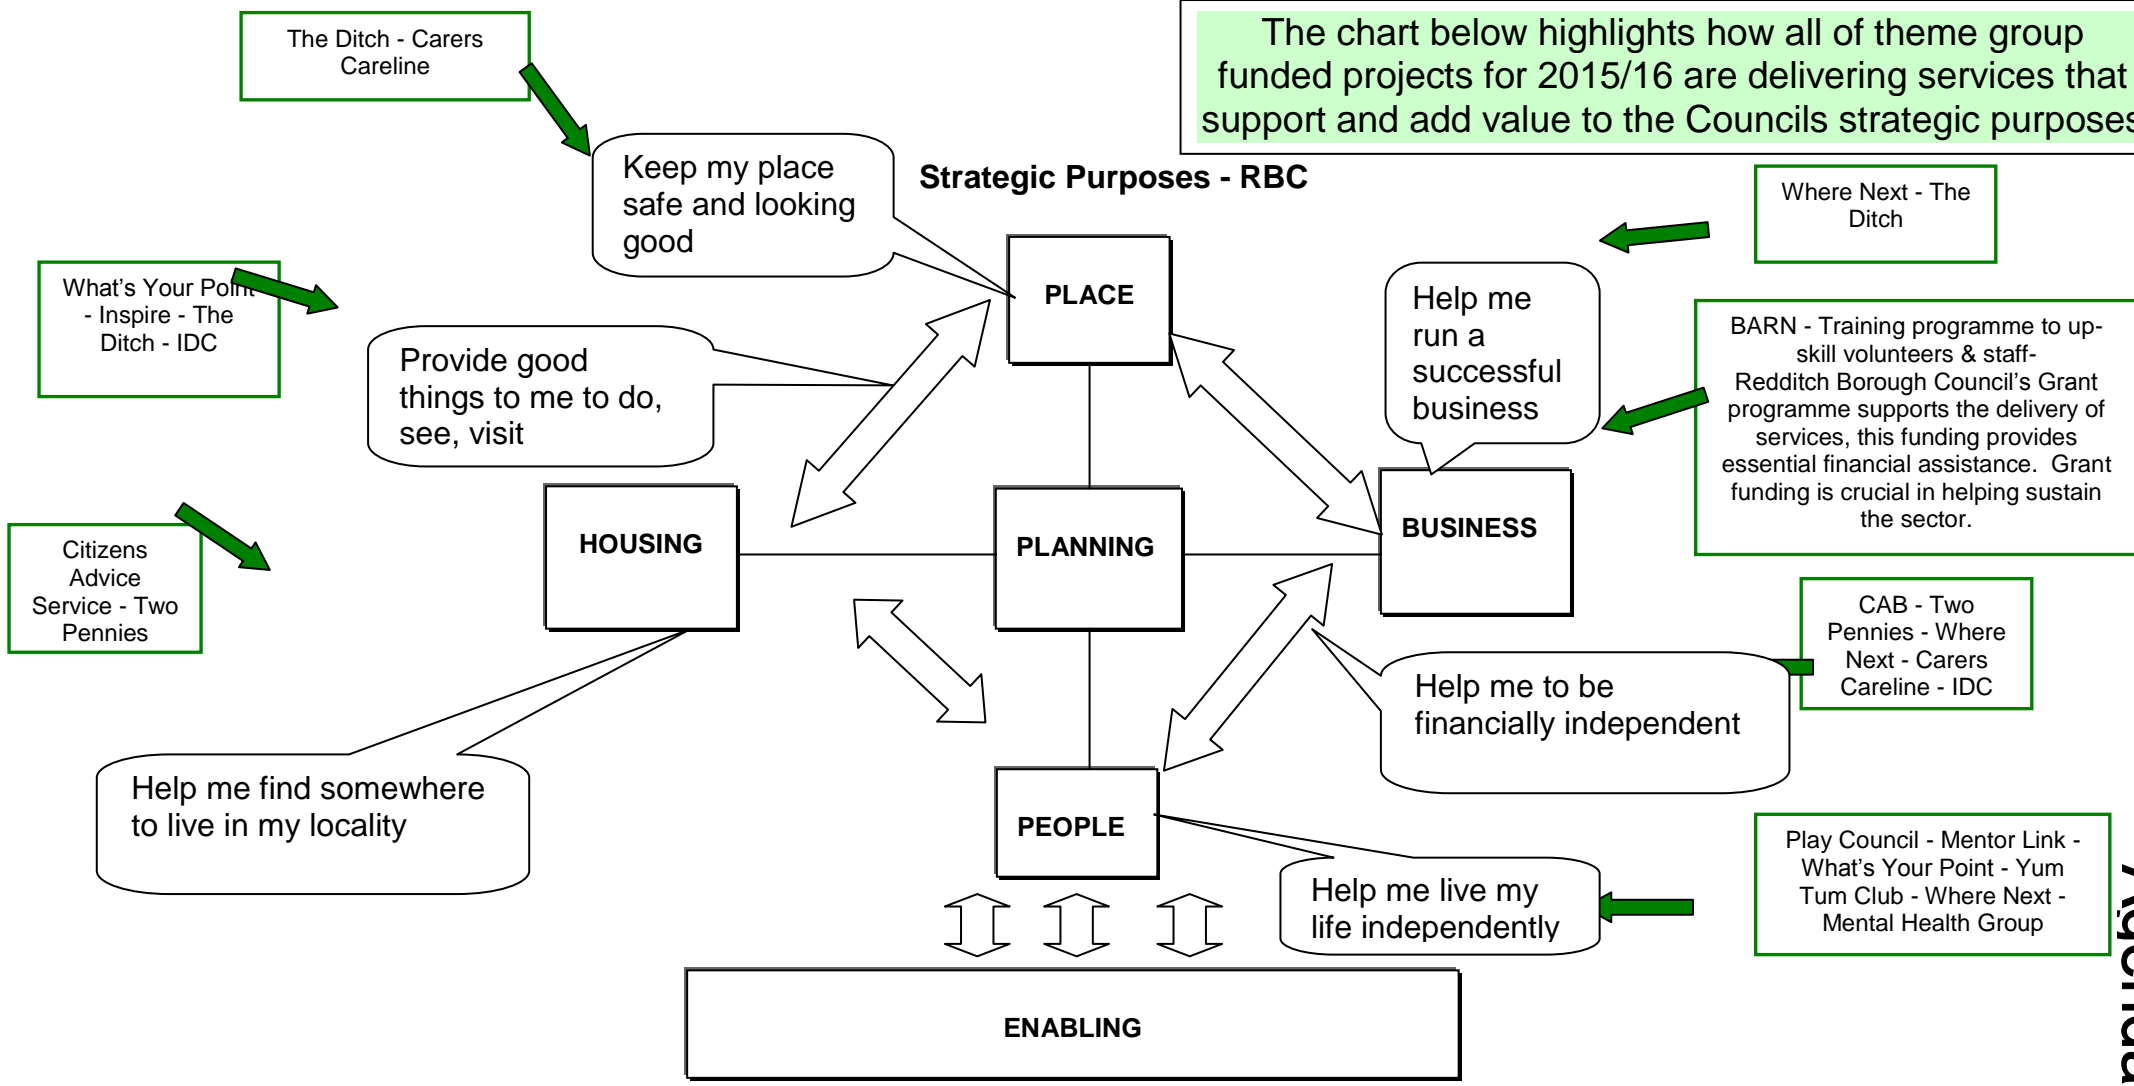 The chart below highlights how all of theme group
funded projects for 2015/16 are delivering services that
support and add value to the Councils strategic purposes
The Ditch - Carers
Careline
Keep my place
safe and looking
good
Strategic Purposes - RBC
Where Next - The
Ditch
What's Your Point
- Inspire - The
Ditch - IDC
PLACE
Help me
run a
successful
business
BARN - Training programme to up-
skill volunteers & staff-
Redditch Borough Council's Grant
programme supports the delivery of
services, this funding provides
essential financial assistance.  Grant
funding is crucial in helping sustain
the sector.
Provide good
things to me to do,
see, visit
HOUSING
PLANNING
BUSINESS
Citizens
Advice
Service - Two
Pennies
CAB - Two
Pennies - Where
Next - Carers
Careline - IDC
Help me to be
financially independent
Help me find somewhere
to live in my locality
PEOPLE
Help me live my
life independently
Play Council - Mentor Link -
What's Your Point - Yum
Tum Club - Where Next -
Mental Health Group
ENABLING
Agenda